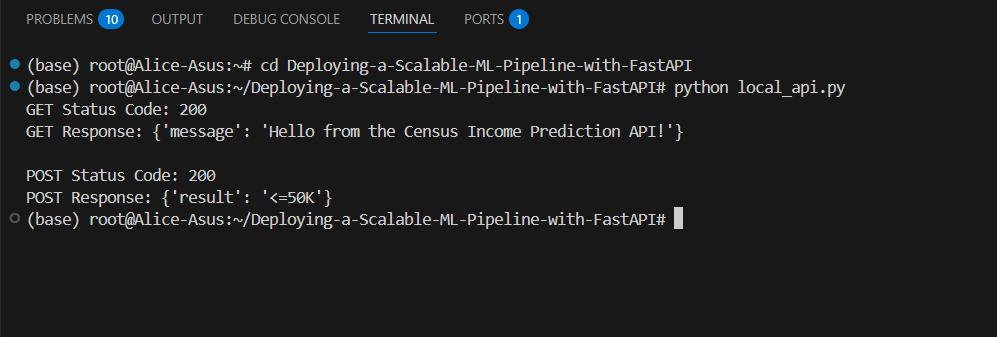 PROBLEMS 10 OUTPUT DEBUG CONSOLE TERMINAL PORTS 1
(base) root@Alice-Asus:~# cd Deploying-a-Scalable-ML-Pipeline-with-FastAPI
(base) root@Alice-Asus:~/Deploying-a-Scalable-ML-Pipeline-with-FastAPI# python local_api.py
GET Status Code: 200
GET Response: {'message': 'Hello from the Census Income Prediction API!'}
POST Status Code: 200
POST Response: {'result': '<=50K'}
(base) root@Alice-Asus:~/Deploying-a-Scalable-ML-Pipeline-with-FastAPI#